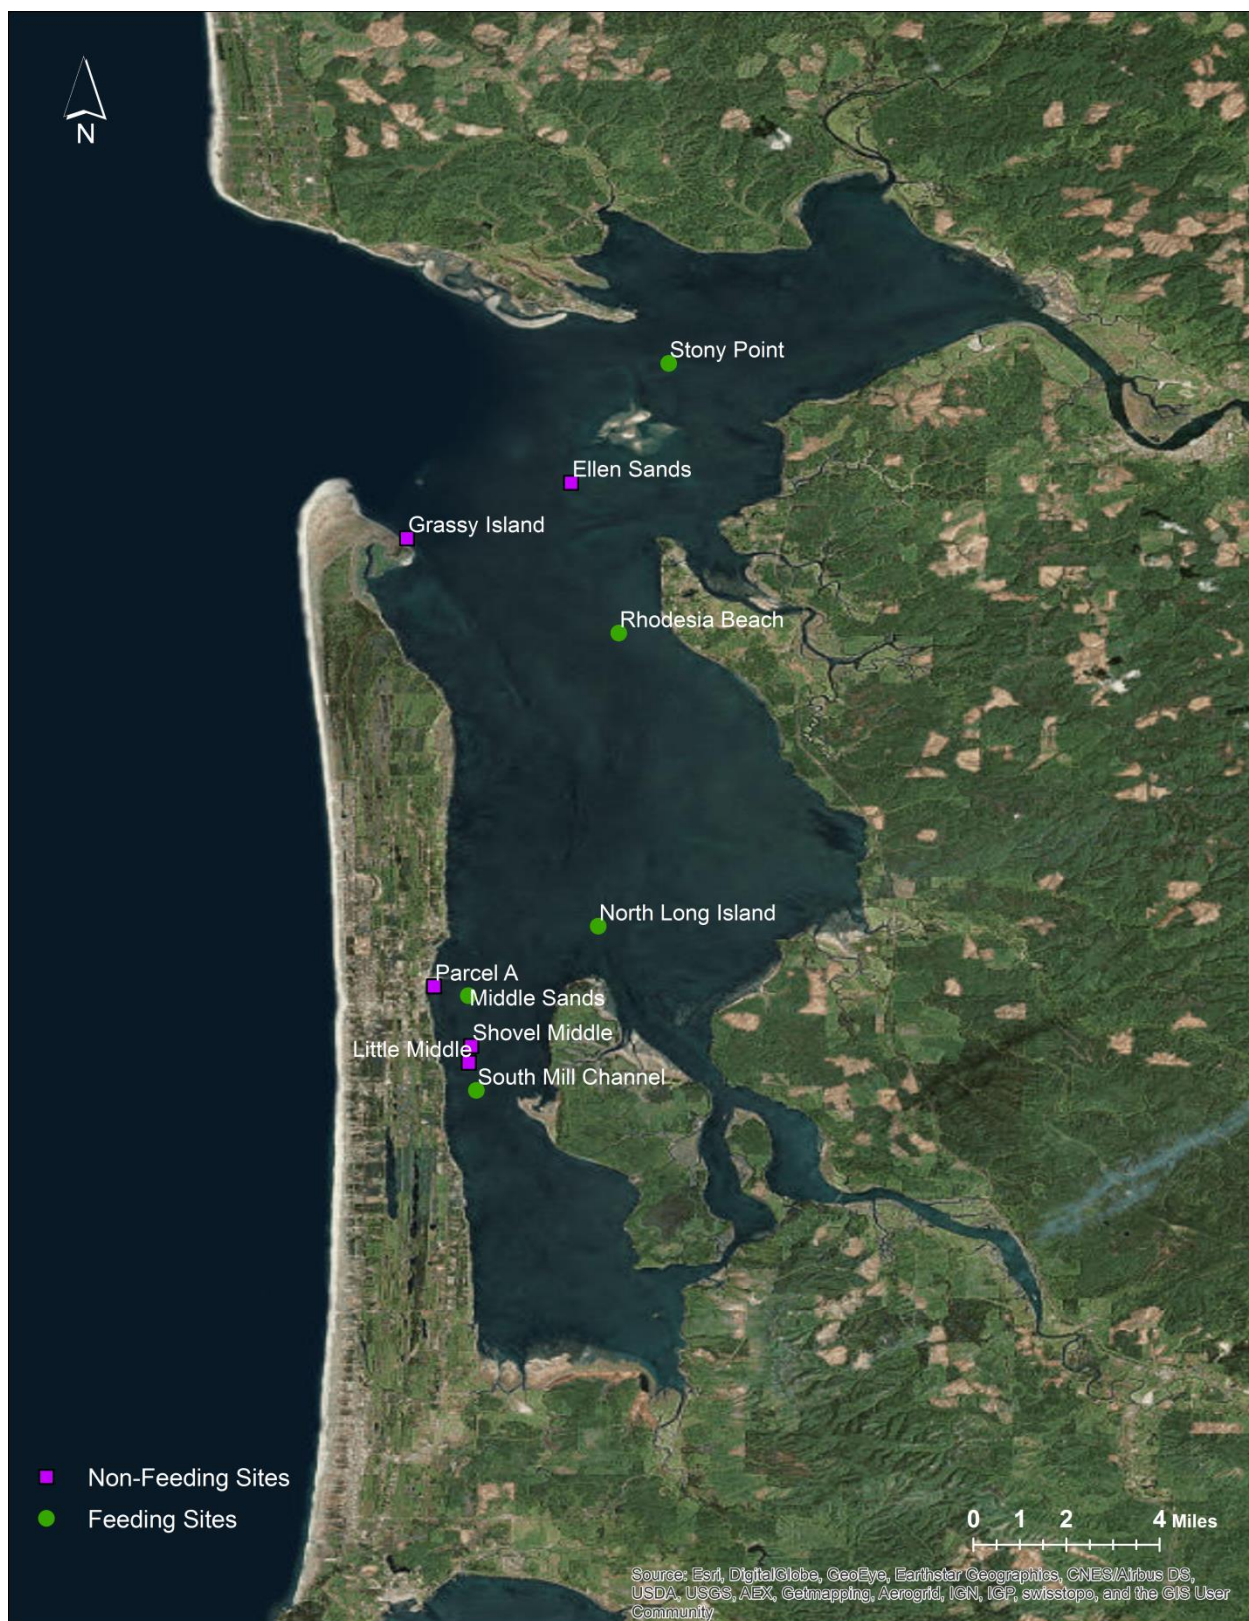 N
Stony Point
Ellen Sands
Grassy Island
Rhodesia Beach
North Long Island
Parcel A
Middle Sands
Shovel Middle
Little Middle
South Mill Channel
Non-Feeding Sites
Feeding Sites
0 1 2 4 Miles
Source: Esri, DigitalGlobe, GeoEye, Earthstar Geographics, CNES/Airbus DS,
USDA, USGS, AEX, Getmapping, Aerogrid, IGN, IGP, swisstopo, and the GIS User
Community